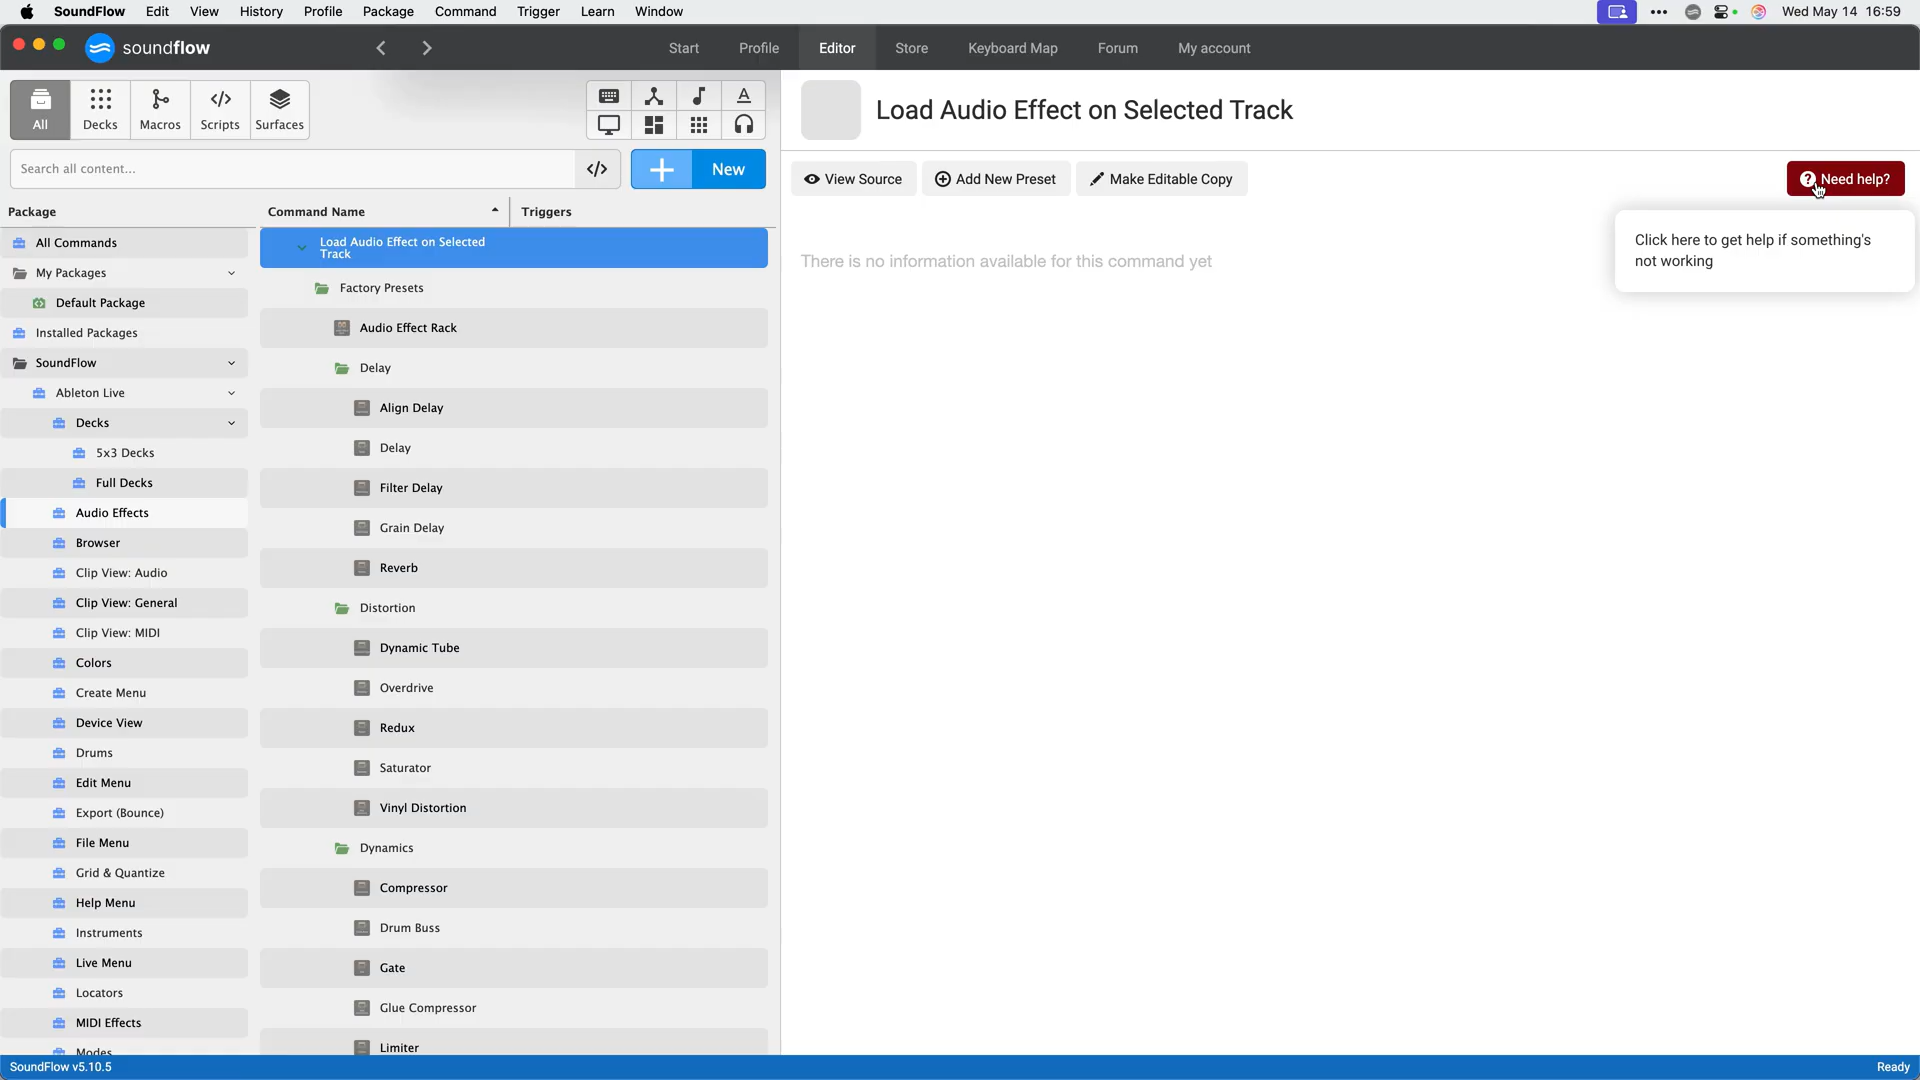 SoundFlow Edit View History Profile Package Command Trigger Learn Window Wed May 14 16:59
soundflow Start Profile Editor Store Keyboard Map Forum My account
All Decks Macros Scripts Surfaces
Search all content...
New
Package
Command Name
Triggers
All Commands
My Packages
Default Package
Installed Packages
SoundFlow
Ableton Live
Decks
5x3 Decks
Full Decks
Audio Effects
Browser
Clip View: Audio
Clip View: General
Clip View: MIDI
Colors
Create Menu
Device View
Drums
Edit Menu
Export (Bounce)
File Menu
Grid & Quantize
Help Menu
Instruments
Live Menu
Locators
MIDI Effects
Modes
Load Audio Effect on Selected
Track
Factory Presets
Audio Effect Rack
Delay
Align Delay
Delay
Filter Delay
Grain Delay
Reverb
Distortion
Dynamic Tube
Overdrive
Redux
Saturator
Vinyl Distortion
Dynamics
Compressor
Drum Buss
Gate
Glue Compressor
Limiter
Load Audio Effect on Selected Track
View Source Add New Preset Make Editable Copy Need help?
Click here to get help if something's
not working
There is no information available for this command yet
SoundFlow v5.10.5
Ready